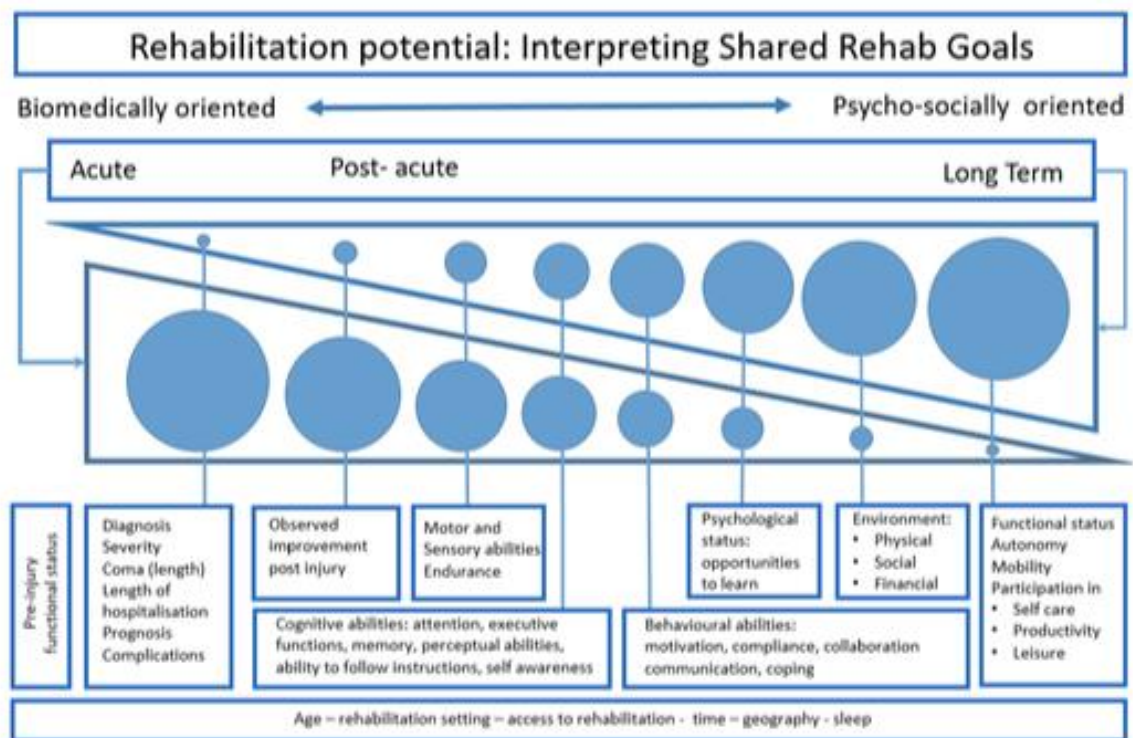 Rehabilitation potential: Interpreting Shared Rehab Goals
Biomedically oriented
Psycho-socially oriented
Acute
Post- acute
Long Term
Pre-injury
functional status
Diagnosis
Severity
Coma (length)
Length of
hospitalisation
Prognosis
Complications
Observed
improvement
post injury
Motor and
Sensory abilities
Endurance
Cognitive abilities: attention, executive
functions, memory, perceptual abilities,
ability to follow instructions, self awareness
Psychological
status:
opportunities
to learn
Environment:
• Physical
• Social
• Financial
Behavioural abilities:
motivation, compliance, collaboration
communication, coping
Functional status
Autonomy
Mobility
Participation in
• Self care
• Productivity
• Leisure
Age – rehabilitation setting – access to rehabilitation - time – geography - sleep